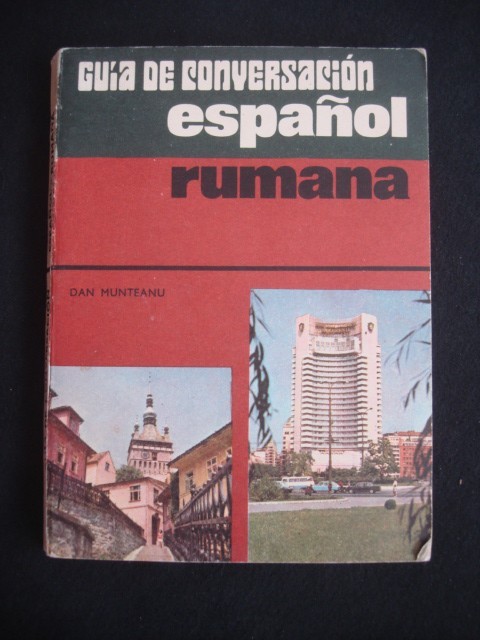 GUÍA DE CONVERSACIÓN
español
rumana
DAN MUNTEANU